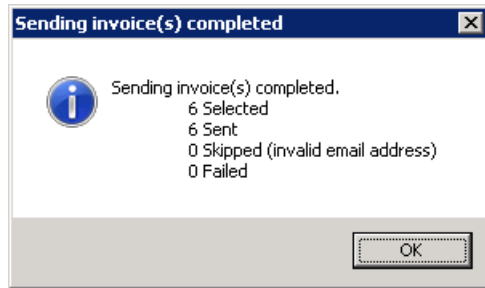 Sending invoice(s) completed
Sending invoice(s) completed.
6 Selected
6 Sent
0 Skipped (invalid email address)
0 Failed
OK